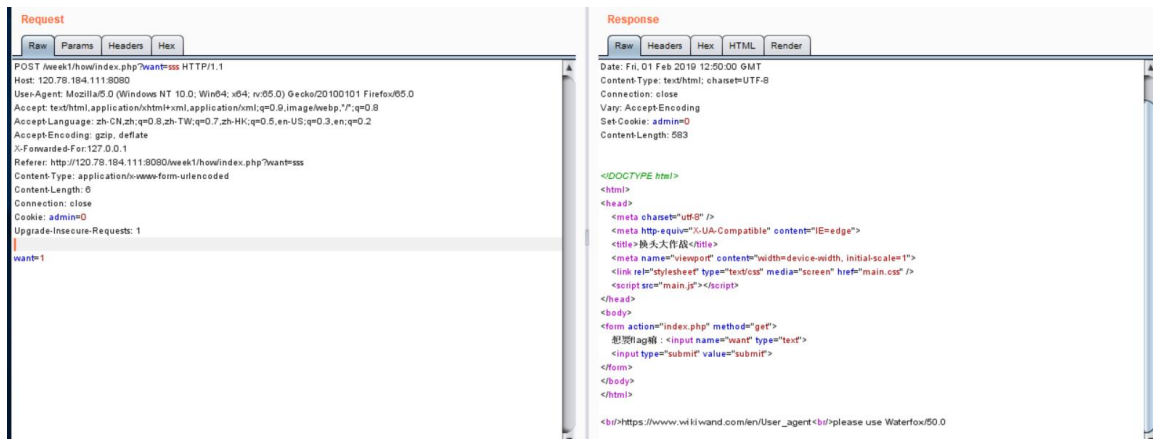 Request
Raw Params Headers Hex
POST /week1/how/index.php?want=sss HTTP/1.1
Host: 120.78.184.111:8080
User-Agent: Mozilla/5.0 (Windows NT 10.0; Win64; x64; rv:65.0) Gecko/20100101 Firefox/65.0
Accept: text/html,application/xhtml+xml,application/xml;q=0.9,image/webp,*/*;q=0.8
Accept-Language: zh-CN,zh;q=0.8,zh-TW;q=0.7,zh-HK;q=0.5,en-US;q=0.3,en;q=0.2
Accept-Encoding: gzip, deflate
X-Forwarded-For:127.0.0.1
Referer: http://120.78.184.111:8080/week1/how/index.php?want=sss
Content-Type: application/x-www-form-urlencoded
Content-Length: 6
Connection: close
Cookie: admin=0
Upgrade-Insecure-Requests: 1
want=1
Response
Raw Headers Hex HTML Render
Date: Fri, 01 Feb 2019 12:50:00 GMT
Content-Type: text/html; charset=UTF-8
Connection: close
Vary: Accept-Encoding
Set-Cookie: admin=0
Content-Length: 583
<!DOCTYPE html>
<html>
<head>
<meta charset="utf-8" />
<meta http-equiv="X-UA-Compatible" content="IE=edge">
<title>换头大作战</title>
<meta name="viewport" content="width=device-width, initial-scale=1">
<link rel="stylesheet" type="text/css" media="screen" href="main.css" />
<script src="main.js"></script>
</head>
<body>
<form action="index.php" method="get">
想要flag嘛：<input name="want" type="text">
<input type="submit" value="submit">
</form>
</body>
</html>
<br/>https://www.wikiwand.com/en/User_agent<br/>please use Waterfox/50.0